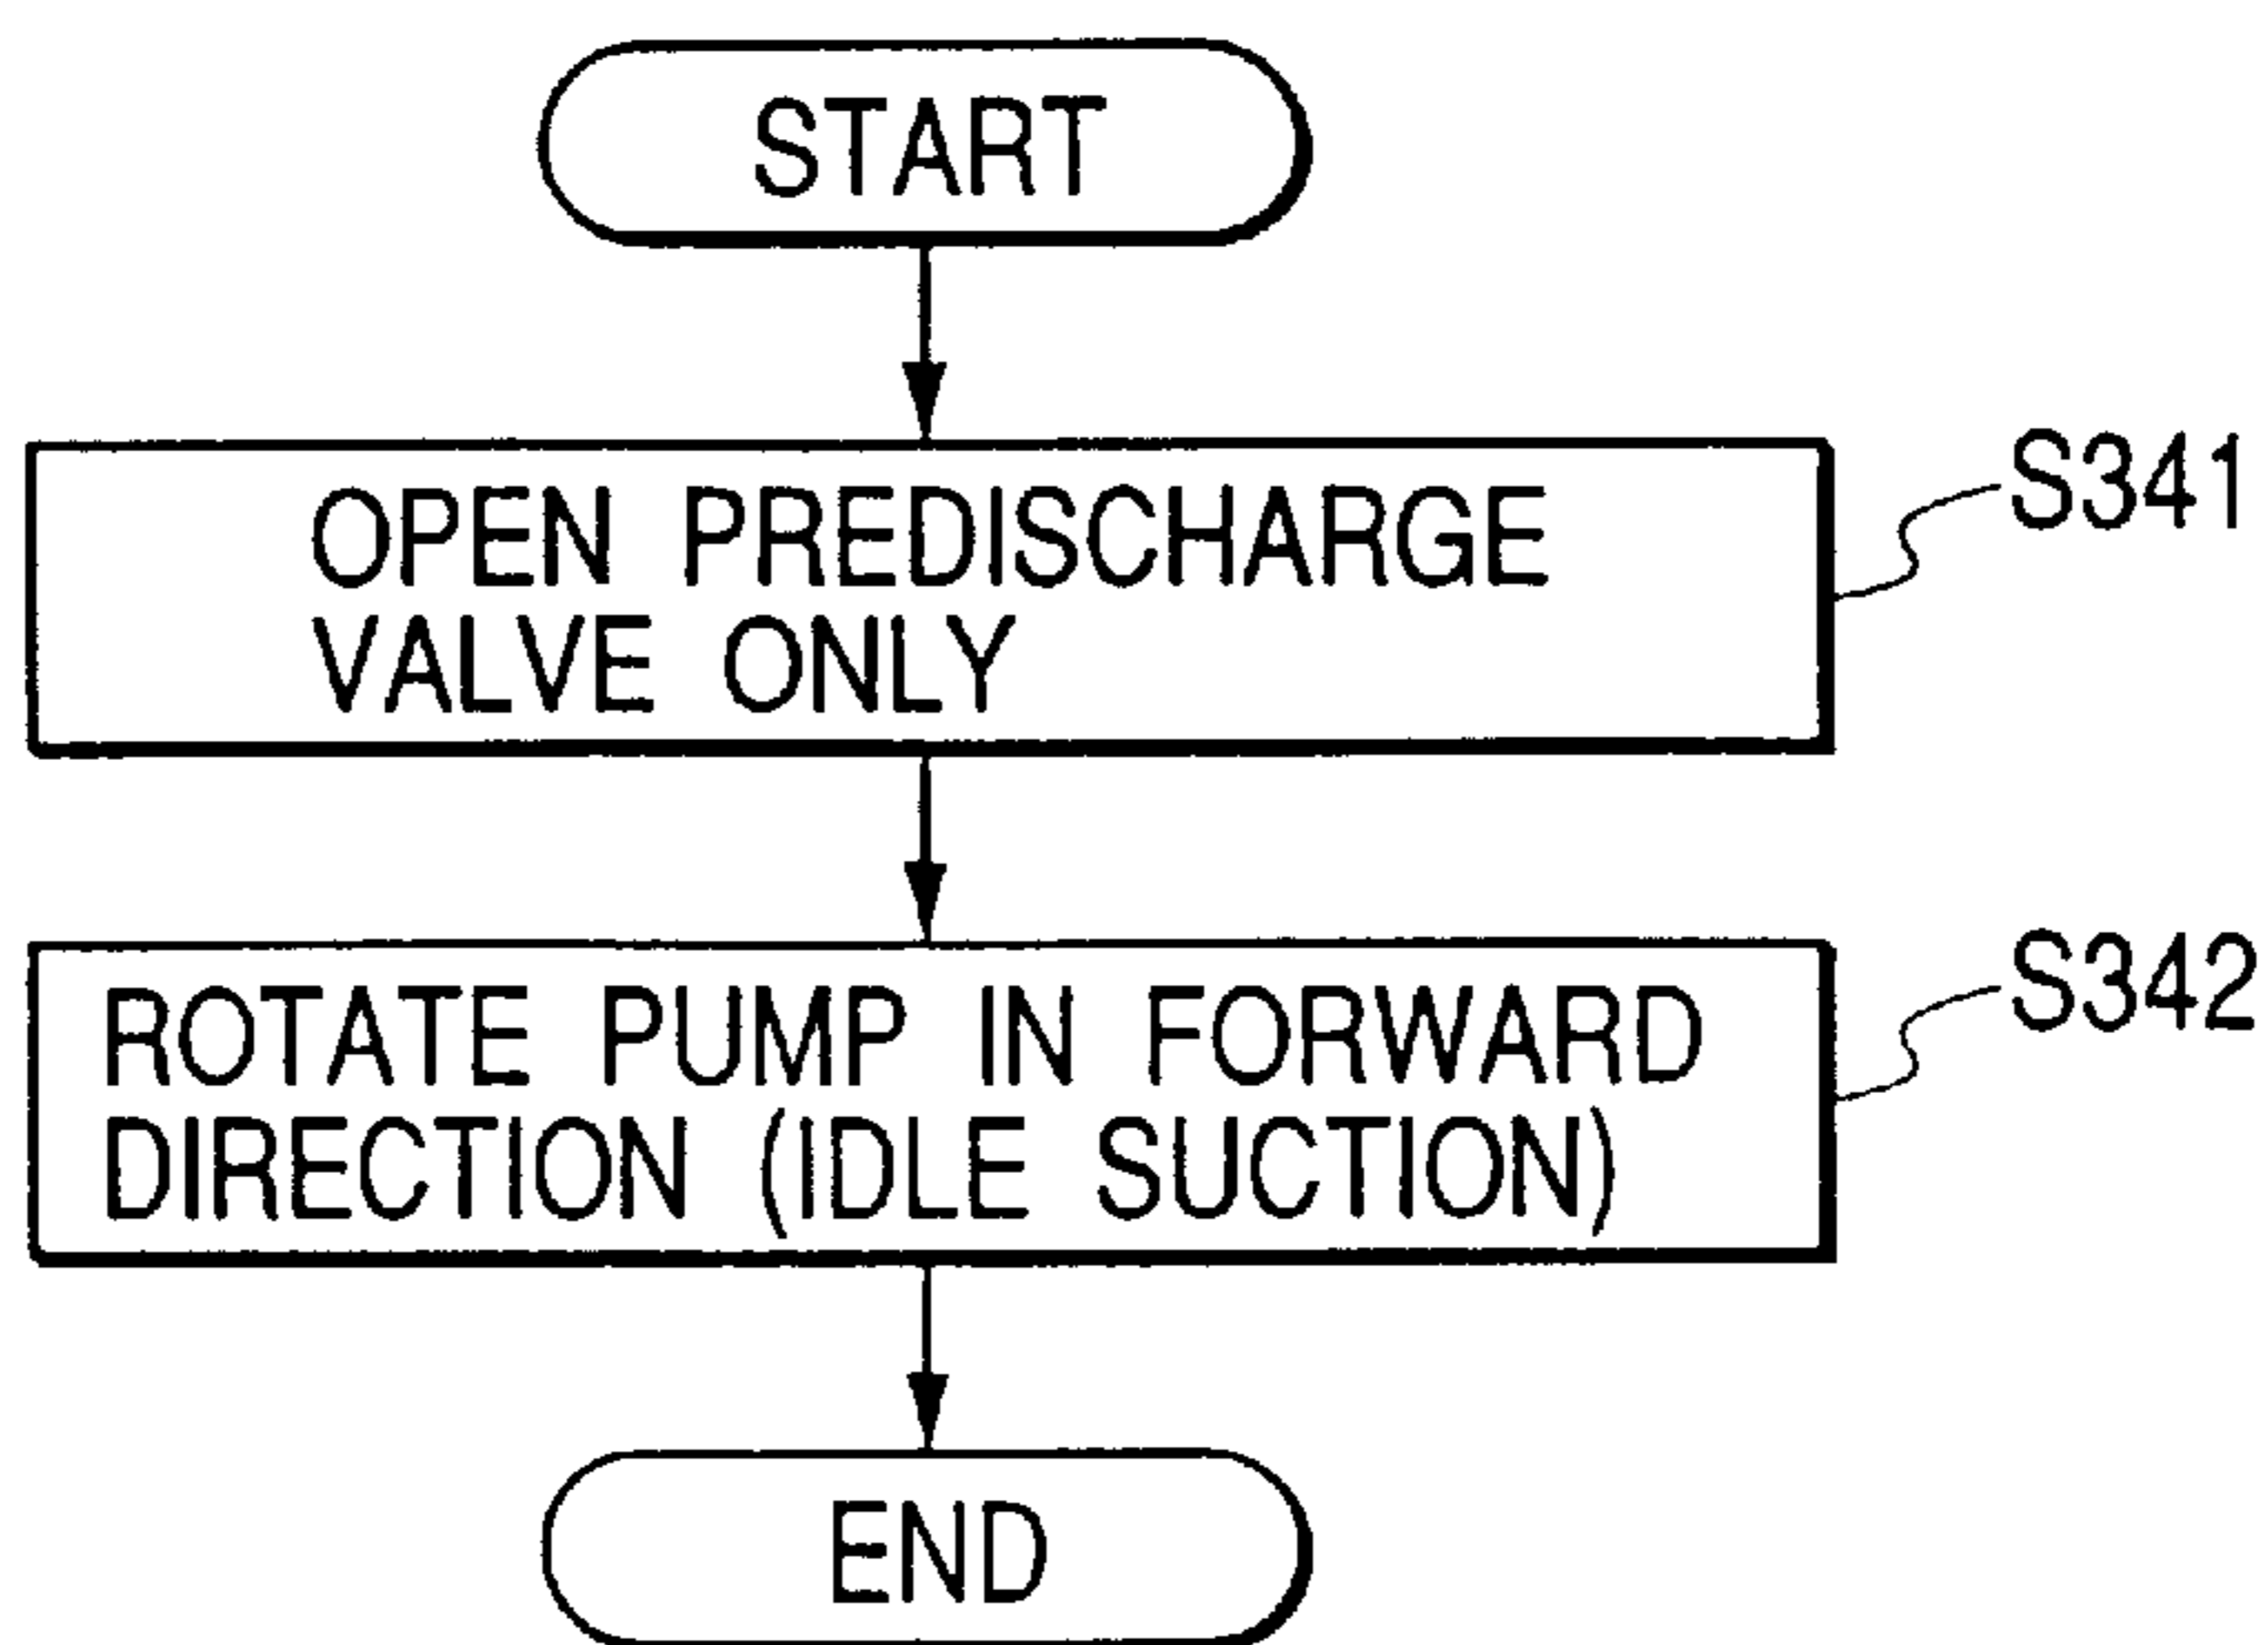 START
S341
OPEN PREDISCHARGE
VALVE ONLY
S342
ROTATE PUMP IN FORWARD
DIRECTION (IDLE SUCTION)
END